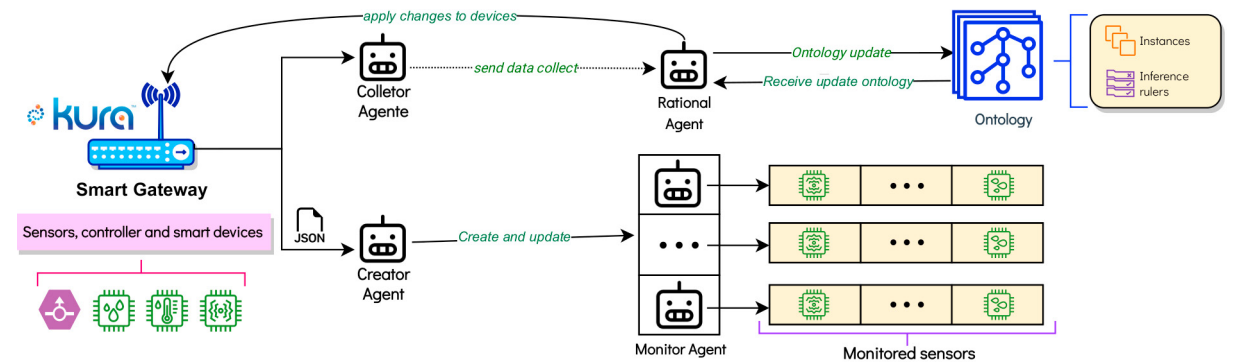 apply changes to devices
send data collect
Ontology update
Receive update ontology
Instances
Inference
rulers
kura™
Colletor
Agente
Rational
Agent
Ontology
Smart Gateway
Sensors, controller and smart devices
JSON
Create and update
Creator
Agent
Monitor Agent
Monitored sensors